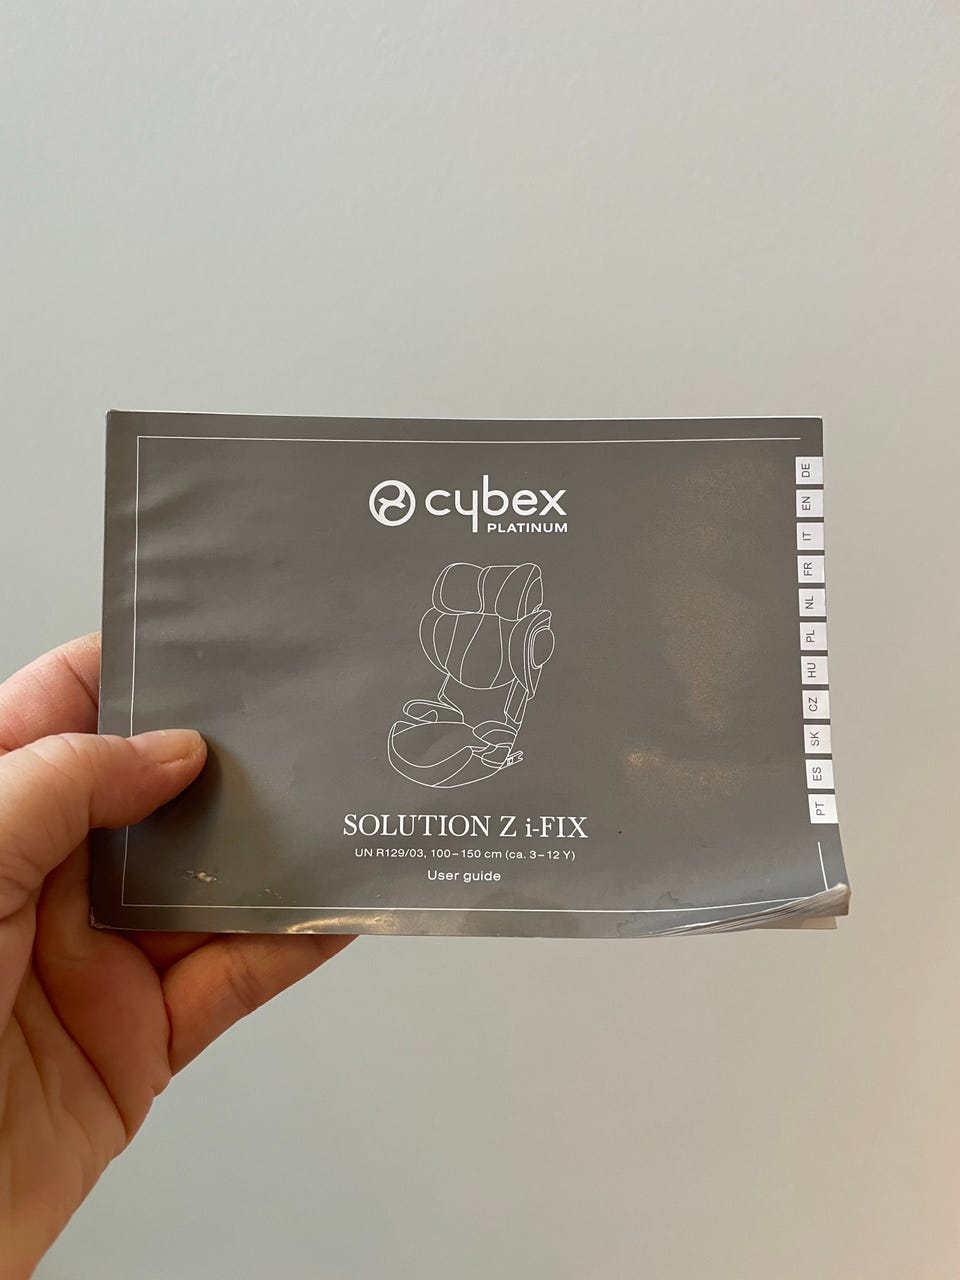 cybex
PLATINUM
SOLUTION Z i-FIX
UN R129/03, 100–150 cm (ca. 3–12 Y)
User guide
DE
EN
IT
FR
NL
PL
HU
CZ
SK
ES
PT